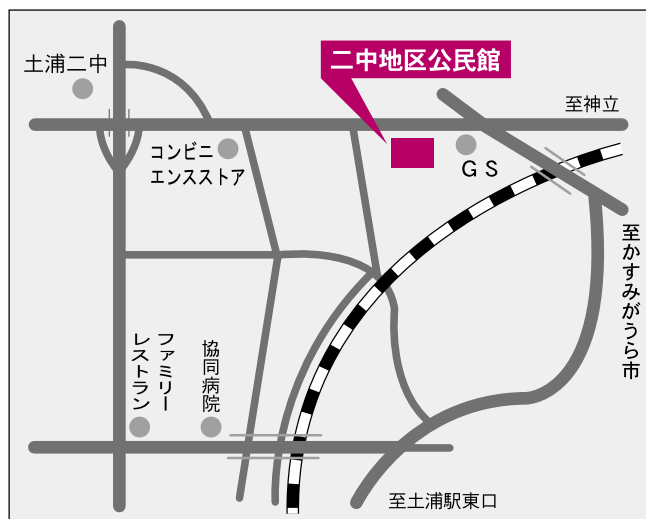 二中地区公民館
土浦二中
至神立
コンビニ
エンスストア
GS
至かすみがうら市
ファミリー
レストラン
協同病院
至土浦駅東口